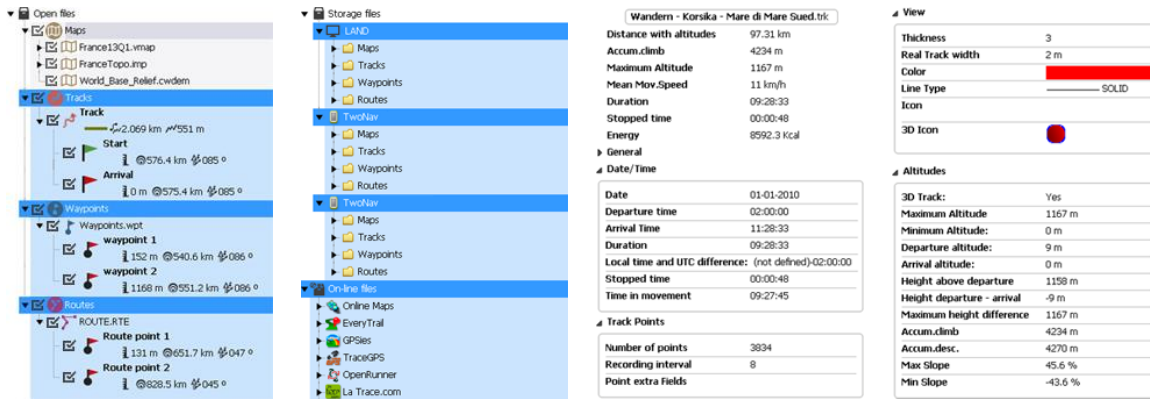 Open files
Maps
France13Q1.vmap
FranceTopo.imp
World_Base_Relief.cwdem
Tracks
Track
2.069 km 551 m
Start
576.4 km 085 º
Arrival
0 m 575.4 km 085 º
Waypoints
Waypoints.wpt
waypoint 1
152 m 540.6 km 086 º
waypoint 2
1168 m 551.2 km 086 º
Routes
ROUTE.RTE
Route point 1
131 m 651.7 km 047 º
Route point 2
828.5 km 045 º
Storage files
LAND
Maps
Tracks
Waypoints
Routes
TwoNav
Maps
Tracks
Waypoints
Routes
TwoNav
Maps
Tracks
Waypoints
Routes
On-line files
Online Maps
EveryTrail
GPSies
TraceGPS
OpenRunner
La Trace.com
Wandern - Korsika - Mare di Mare Sued.trk
Distance with altitudes 97.31 km
Accum.climb 4234 m
Maximum Altitude 1167 m
Mean Mov.Speed 11 km/h
Duration 09:28:33
Stopped time 00:00:48
Energy 8592.3 Kcal
General
Date/Time
Date 01-01-2010
Departure time 02:00:00
Arrival Time 11:28:33
Duration 09:28:33
Local time and UTC difference: (not defined)-02:00:00
Stopped time 00:00:48
Time in movement 09:27:45
Track Points
Number of points 3834
Recording interval 8
Point extra Fields
View
Thickness 3
Real Track width 2 m
Color
Line Type SOLID
Icon
3D Icon
Altitudes
3D Track: Yes
Maximum Altitude 1167 m
Minimum Altitude: 0 m
Departure altitude: 9 m
Arrival altitude: 0 m
Height above departure 1158 m
Height departure - arrival -9 m
Maximum height difference 1167 m
Accum.climb 4234 m
Accum.desc. 4270 m
Max Slope 45.6 %
Min Slope -43.6 %